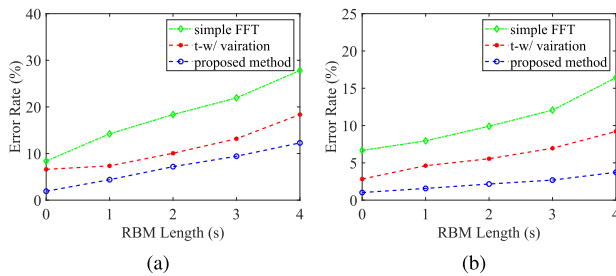 40
30
20
10
0
Error Rate (%)
simple FFT
t-w/ vairation
proposed method
0 1 2 3 4
RBM Length (s)
(a)
25
20
15
10
5
0
Error Rate (%)
simple FFT
t-w/ vairation
proposed method
0 1 2 3 4
RBM Length (s)
(b)